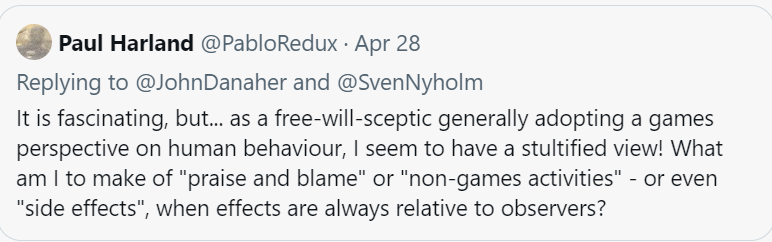 Paul Harland @PabloRedux · Apr 28
Replying to @JohnDanaher and @SvenNyholm
It is fascinating, but... as a free-will-sceptic generally adopting a games
perspective on human behaviour, I seem to have a stultified view! What
am I to make of "praise and blame" or "non-games activities" - or even
"side effects", when effects are always relative to observers?